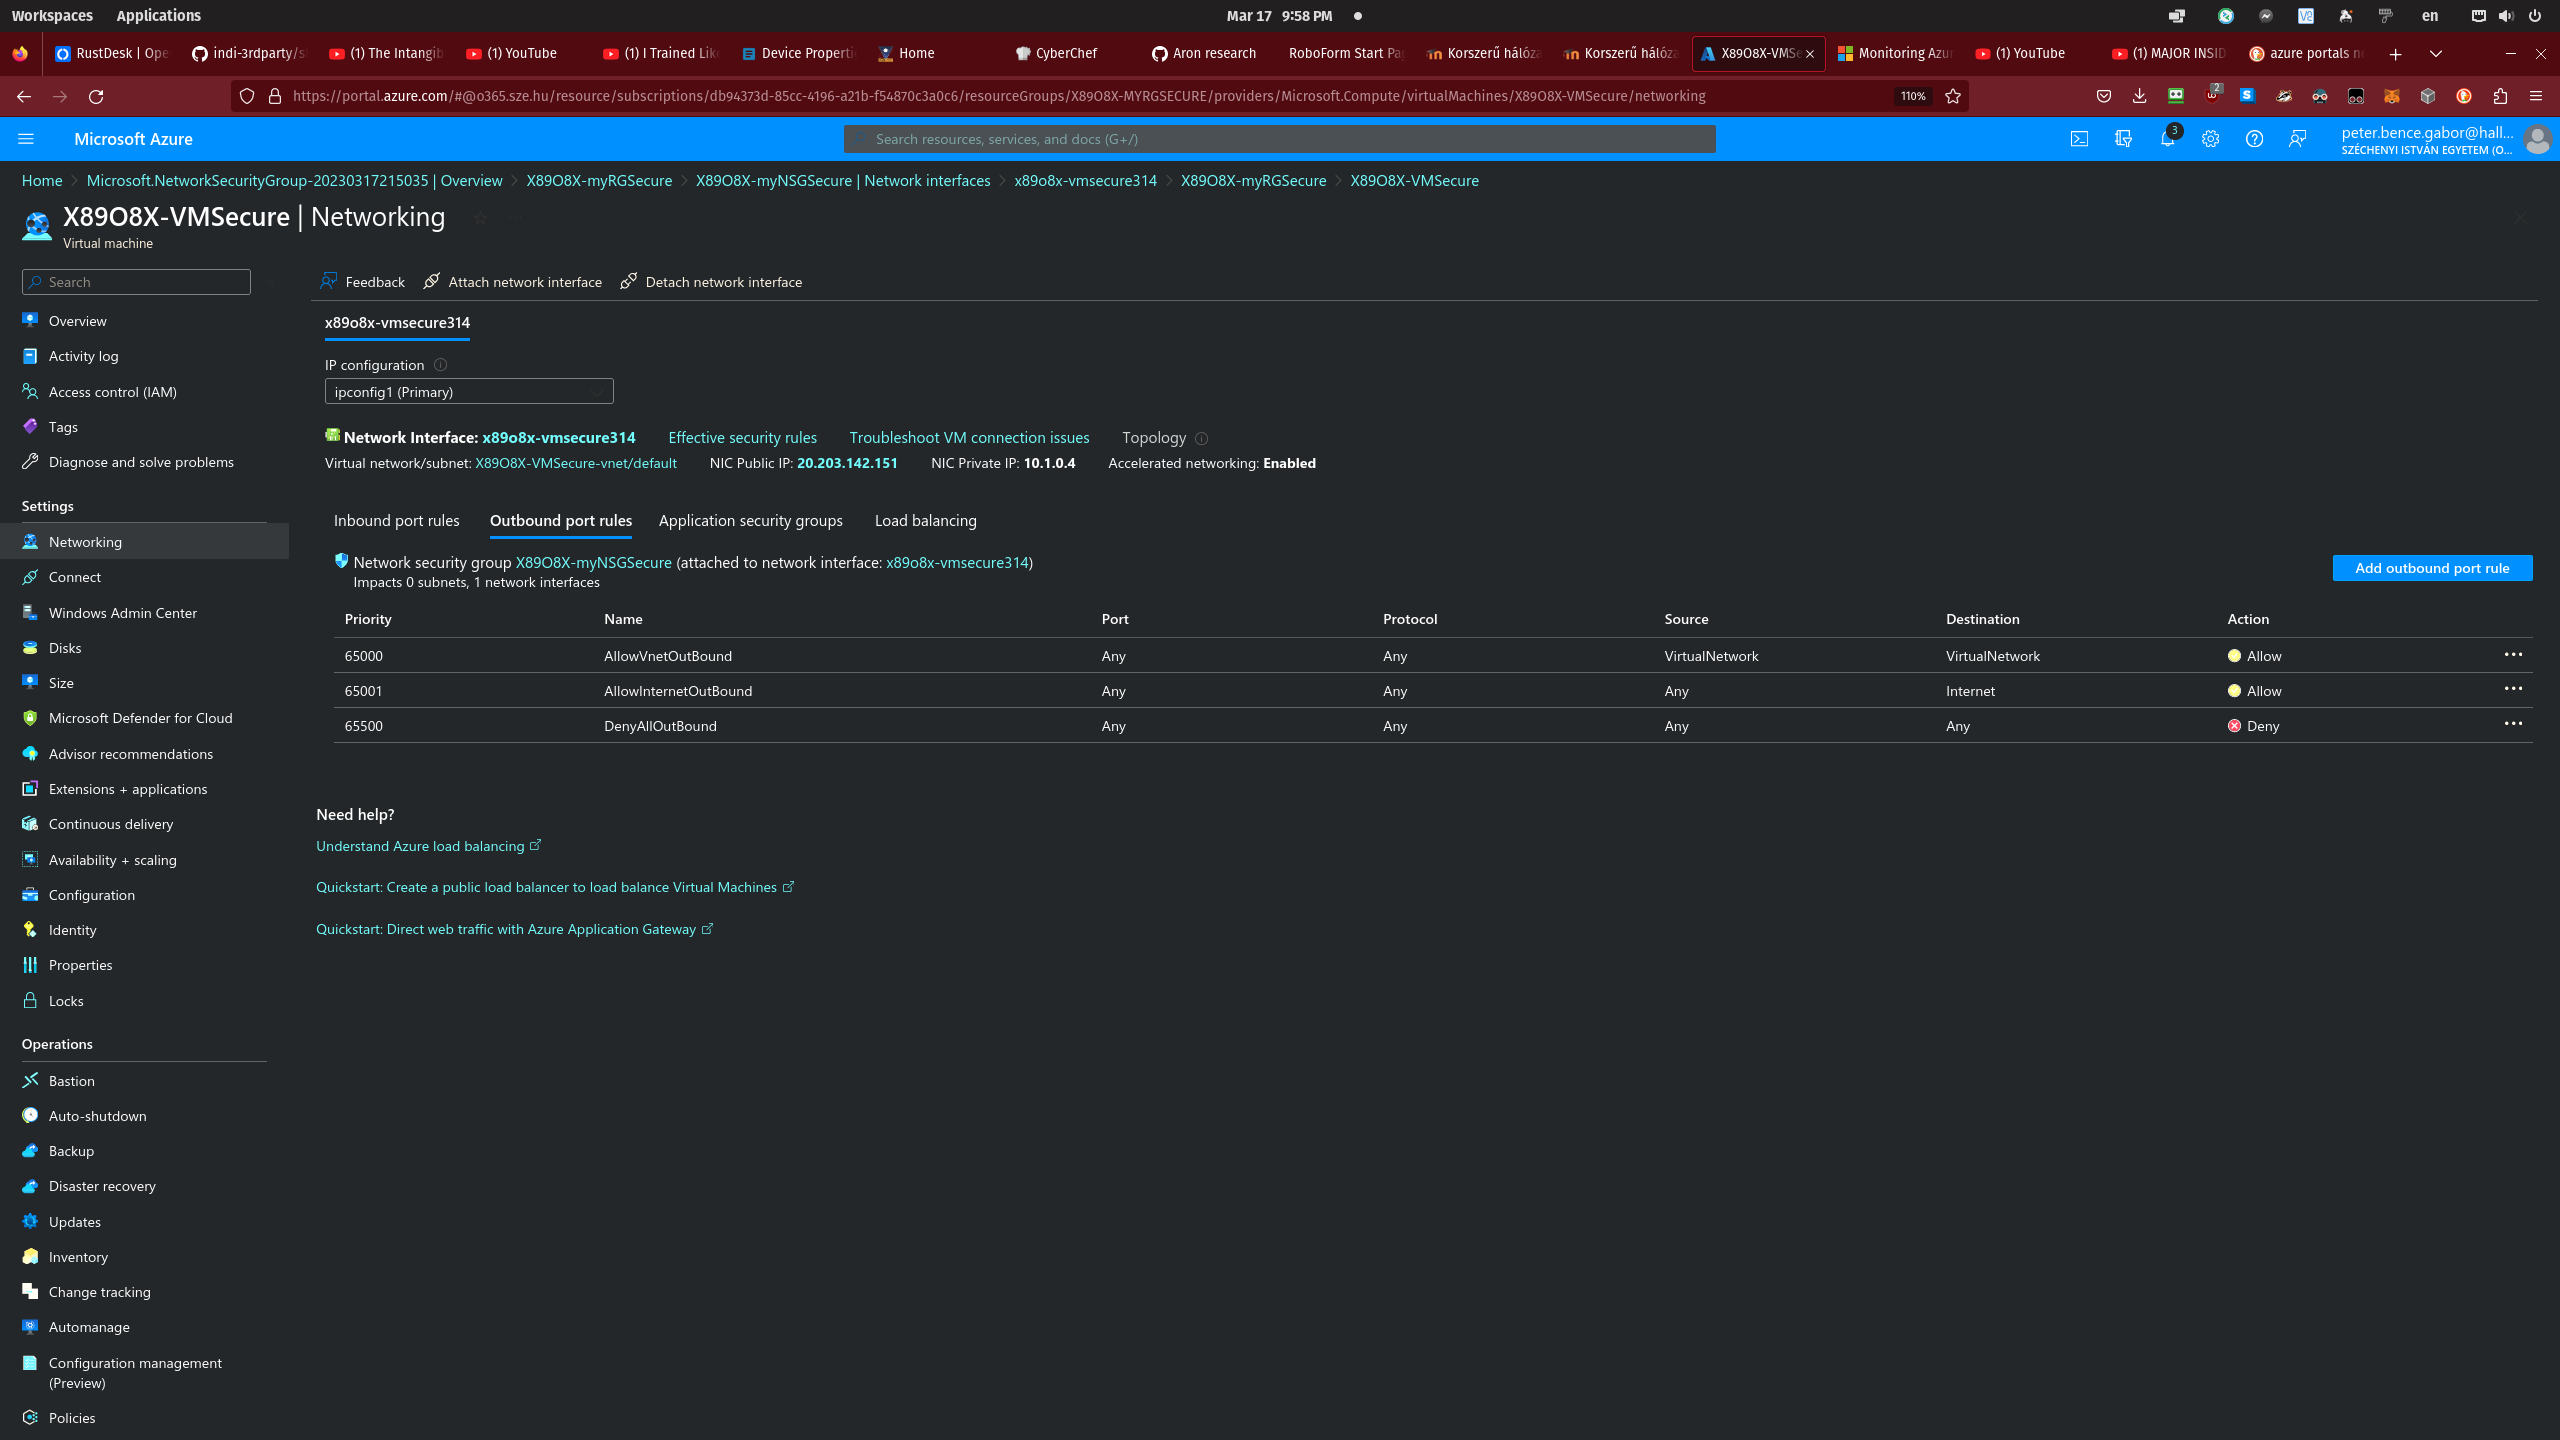 Workspaces Applications Mar 17 9:58 PM en
RustDesk | Ope indi-3rdparty/s (1) The Intangib (1) YouTube (1) I Trained Lik Device Properti Home CyberChef Aron research RoboForm Start Pa Korszerű hálóza Korszerű hálóza X89O8X-VMSe Monitoring Azur (1) YouTube (1) MAJOR INSID azure portals n
https://portal.azure.com/#@o365.sze.hu/resource/subscriptions/db94373d-85cc-4196-a21b-f54870c3a0c6/resourceGroups/X89O8X-MYRGSECURE/providers/Microsoft.Compute/virtualMachines/X89O8X-VMSecure/networking 110% 2
Microsoft Azure Search resources, services, and docs (G+/) 3 peter.bence.gabor@hall...
SZÉCHENYI ISTVÁN EGYETEM (O...
Home Microsoft.NetworkSecurityGroup-20230317215035 | Overview X89O8X-myRGSecure X89O8X-myNSGSecure | Network interfaces x89o8x-vmsecure314 X89O8X-myRGSecure X89O8X-VMSecure
X89O8X-VMSecure | Networking
Virtual machine
Search
Overview
Activity log
Access control (IAM)
Tags
Diagnose and solve problems
Settings
Networking
Connect
Windows Admin Center
Disks
Size
Microsoft Defender for Cloud
Advisor recommendations
Extensions + applications
Continuous delivery
Availability + scaling
Configuration
Identity
Properties
Locks
Operations
Bastion
Auto-shutdown
Backup
Disaster recovery
Updates
Inventory
Change tracking
Automanage
Configuration management
(Preview)
Policies
Feedback Attach network interface Detach network interface
x89o8x-vmsecure314
IP configuration
ipconfig1 (Primary)
Network Interface: x89o8x-vmsecure314 Effective security rules Troubleshoot VM connection issues Topology
Virtual network/subnet: X89O8X-VMSecure-vnet/default NIC Public IP: 20.203.142.151 NIC Private IP: 10.1.0.4 Accelerated networking: Enabled
Inbound port rules Outbound port rules Application security groups Load balancing
Network security group X89O8X-myNSGSecure (attached to network interface: x89o8x-vmsecure314)
Impacts 0 subnets, 1 network interfaces
Add outbound port rule
Priority Name Port Protocol Source Destination Action
65000 AllowVnetOutBound Any Any VirtualNetwork VirtualNetwork Allow
65001 AllowInternetOutBound Any Any Any Internet Allow
65500 DenyAllOutBound Any Any Any Any Deny
Need help?
Understand Azure load balancing
Quickstart: Create a public load balancer to load balance Virtual Machines
Quickstart: Direct web traffic with Azure Application Gateway